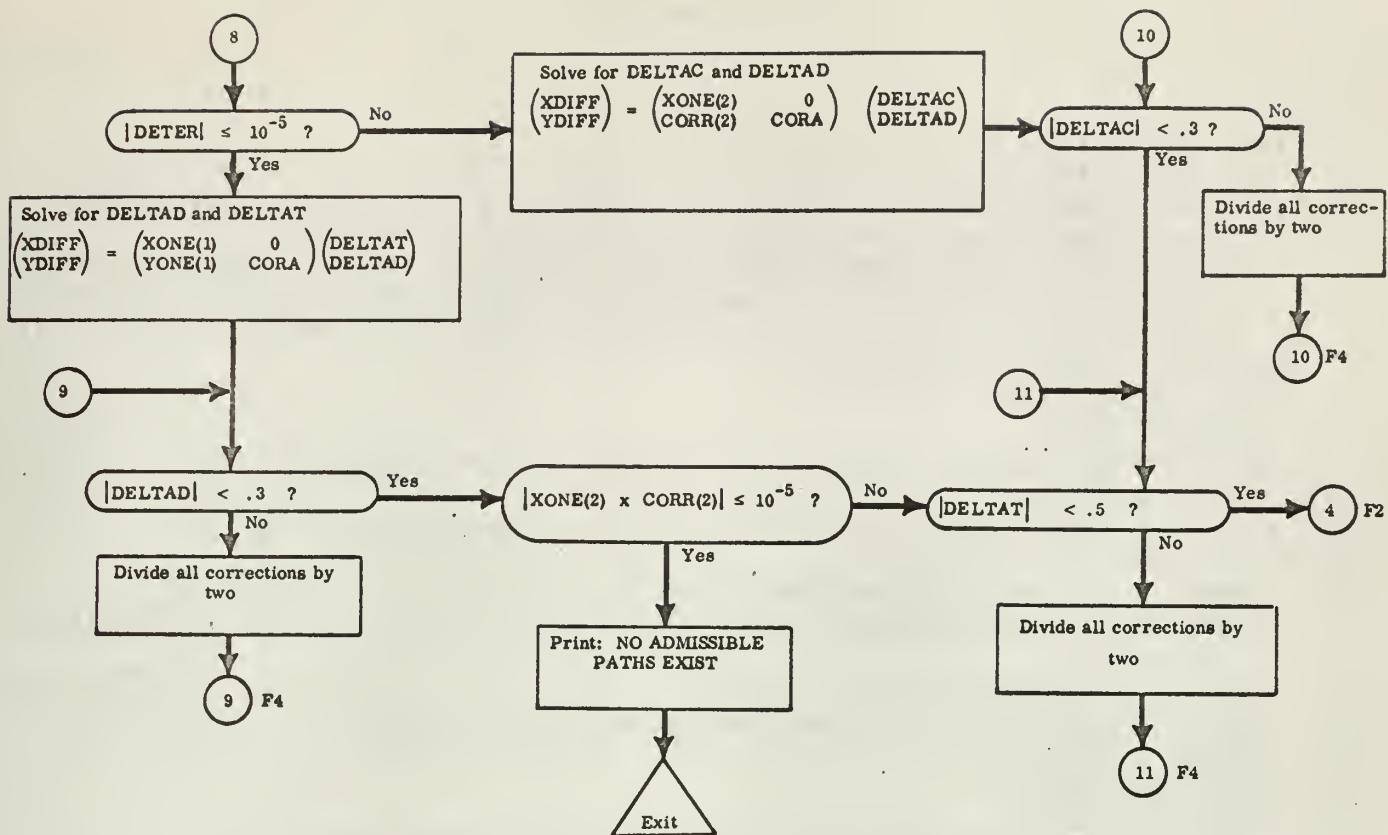 8
|DETER| ≤ 10⁻⁵ ?
No
Yes
Solve for DELTAC and DELTAD
(XDIFF) = (XONE(2) 0) (DELTAC)
(YDIFF) (CORR(2) CORA) (DELTAD)
10
|DELTAC| < .3 ?
No
Yes
Divide all correc-
tions by two
10 F4
Solve for DELTAD and DELTAT
(XDIFF) = (XONE(1) 0) (DELTAT)
(YDIFF) (YONE(1) CORA) (DELTAD)
9
11
|DELTAD| < .3 ?
Yes
No
|XONE(2) x CORR(2)| ≤ 10⁻⁵ ?
No
Yes
|DELTAT| < .5 ?
Yes
No
4 F2
Divide all corrections by
two
9 F4
Print: NO ADMISSIBLE
PATHS EXIST
Exit
Divide all corrections by
two
11 F4